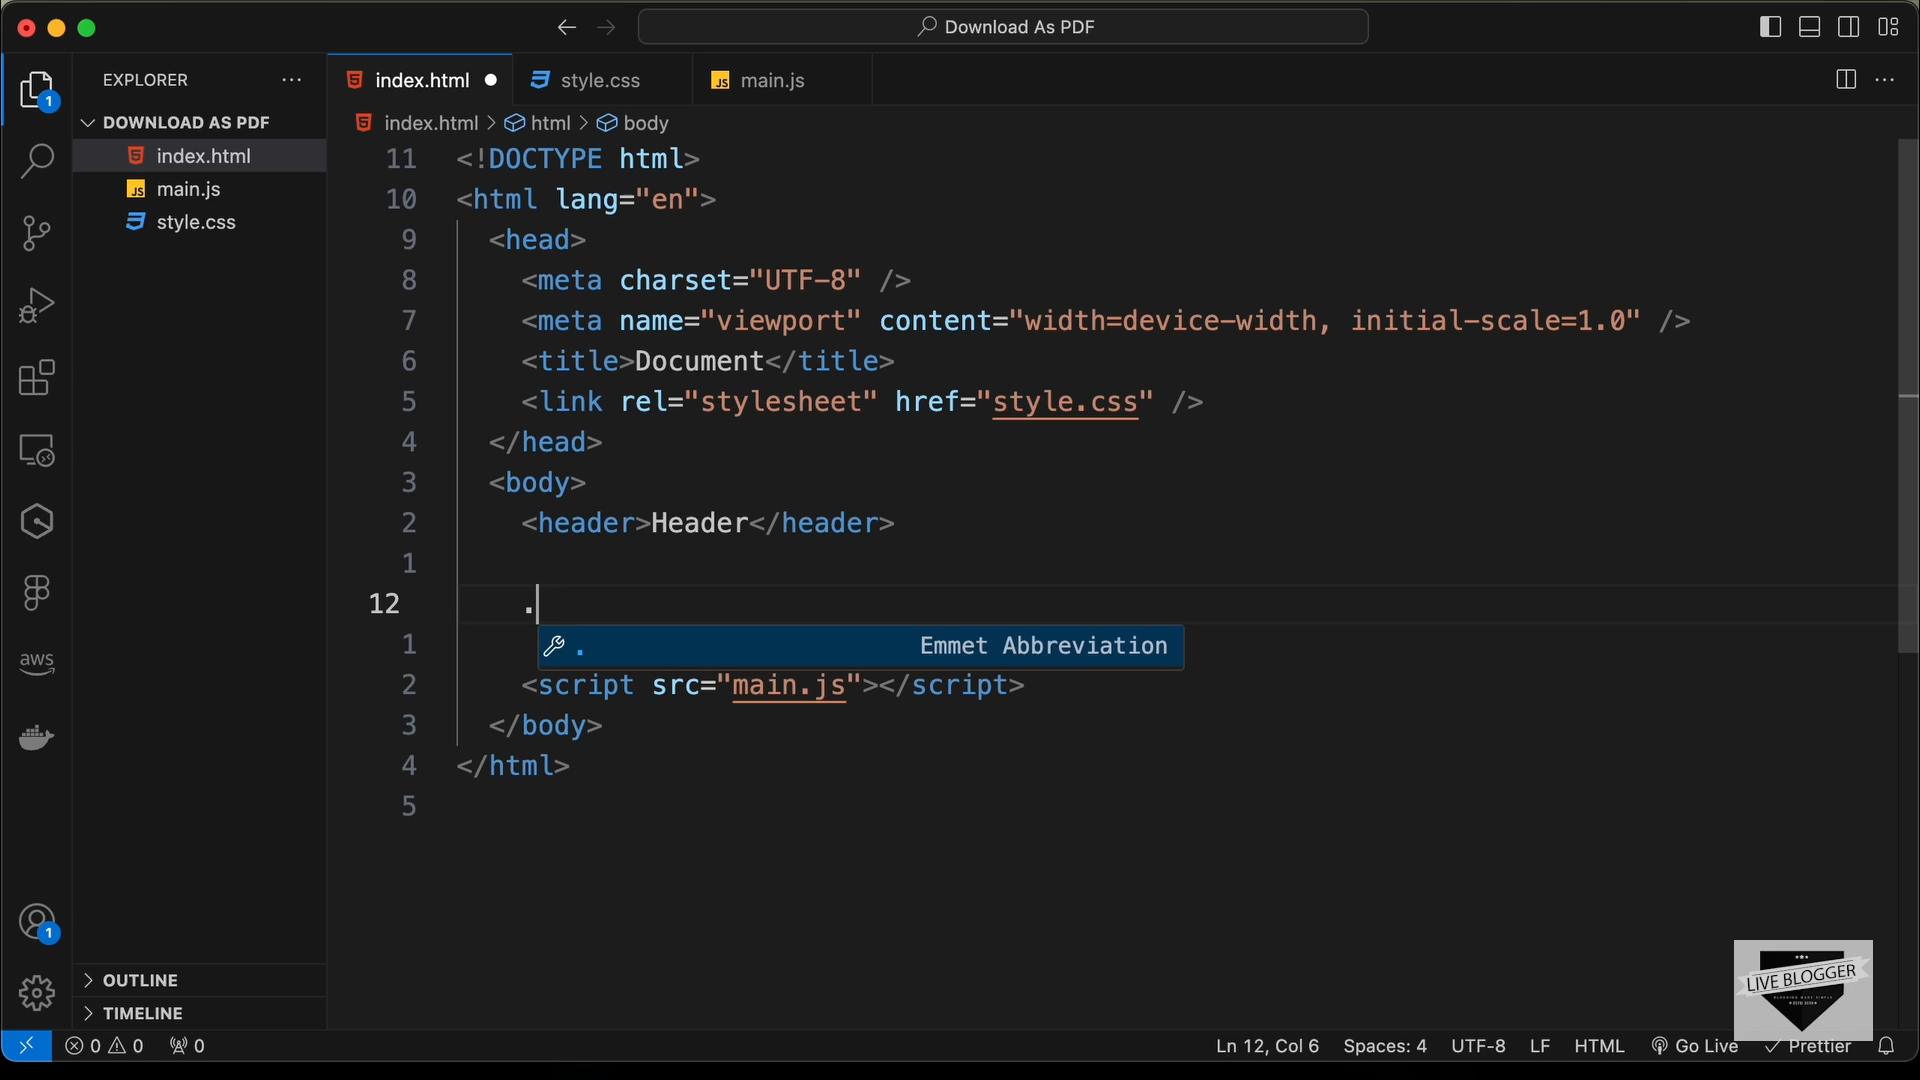 Download As PDF
EXPLORER
index.html
style.css
JS main.js
1
DOWNLOAD AS PDF
index.html
JS main.js
style.css
index.html > html > body
11 <!DOCTYPE html>
10 <html lang="en">
9 <head>
8 <meta charset="UTF-8" />
7 <meta name="viewport" content="width=device-width, initial-scale=1.0" />
6 <title>Document</title>
5 <link rel="stylesheet" href="style.css" />
4 </head>
3 <body>
2 <header>Header</header>
1
12 .
1 . Emmet Abbreviation
2 <script src="main.js"></script>
3 </body>
4 </html>
5
aws
1
OUTLINE
TIMELINE
LIVE BLOGGER
0 0 0
Ln 12, Col 6 Spaces: 4 UTF-8 LF HTML Go Live Prettier